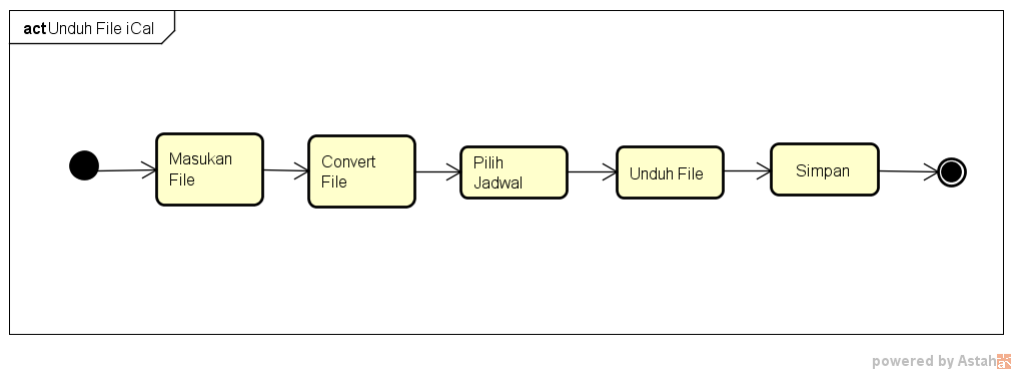 act Unduh File iCal
Masukan
File
Convert
File
Pilih
Jadwal
Unduh File
Simpan
powered by Astah